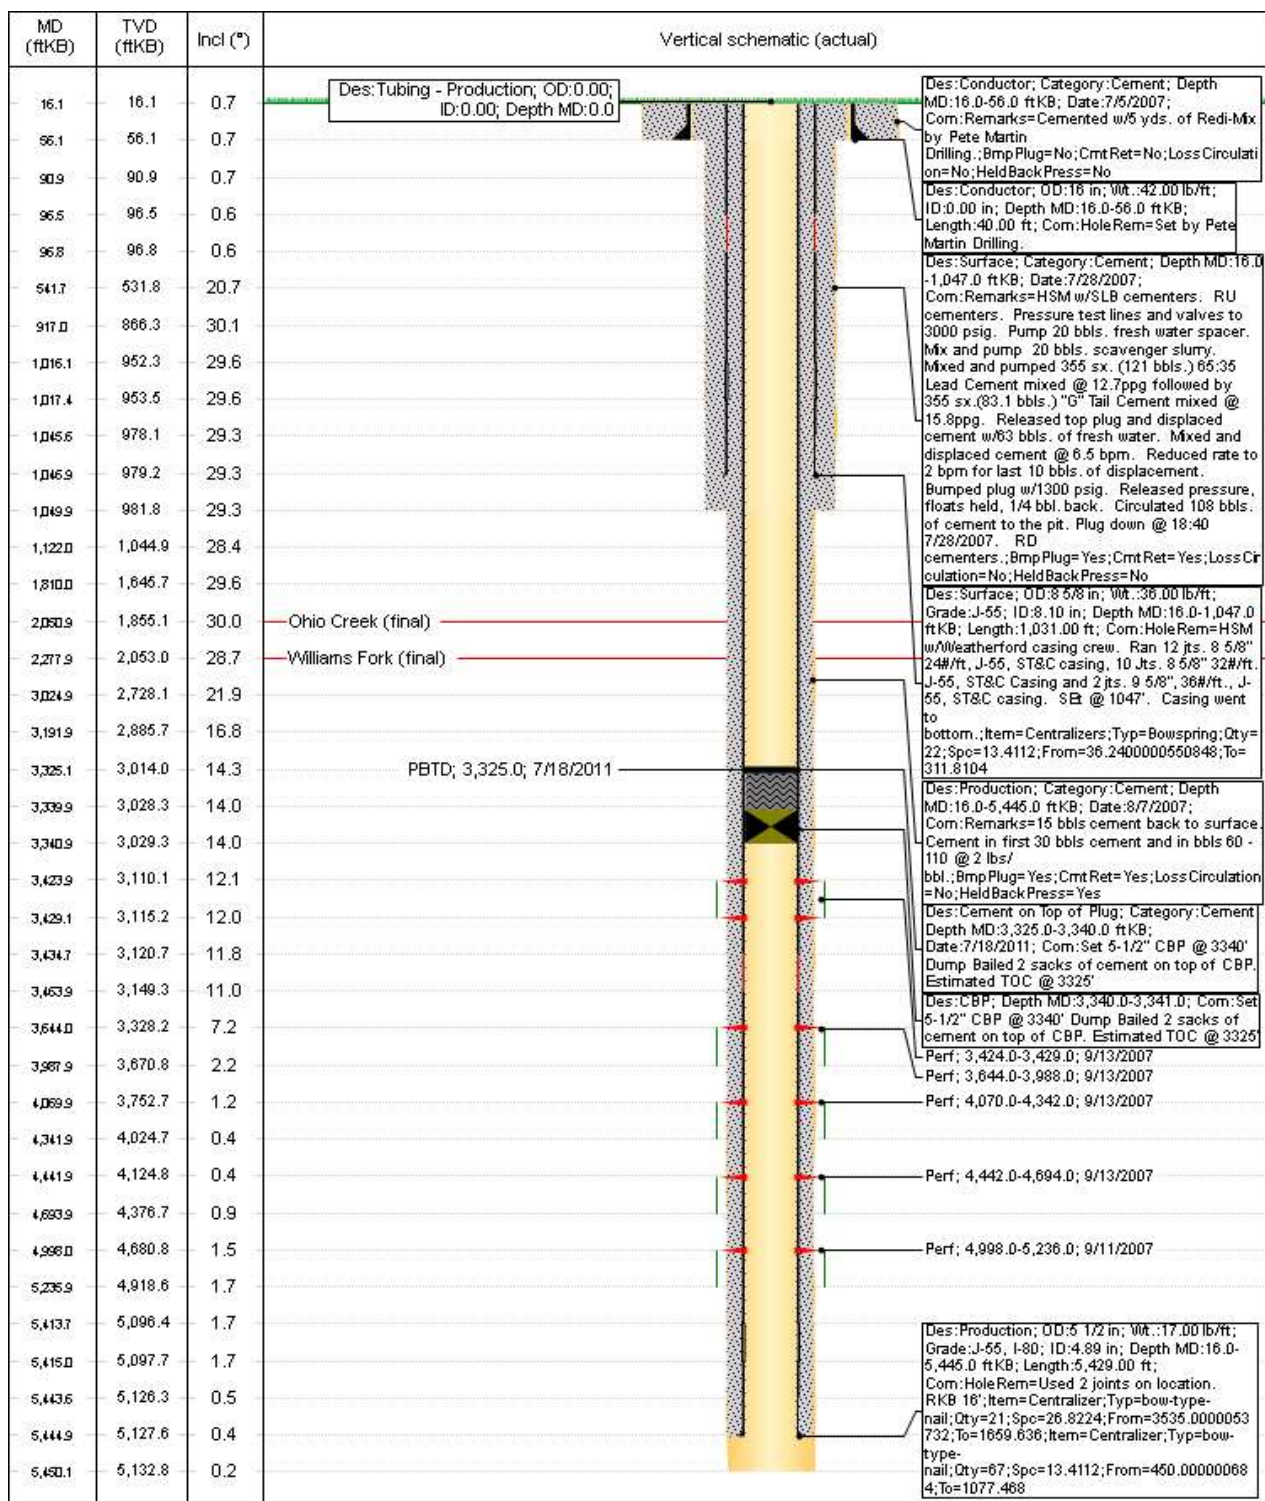 MD (ftKB) TVD (ftKB) Incl (°) Vertical schematic (actual)
16.1 16.1 0.7
56.1 56.1 0.7
90.9 90.9 0.7
96.5 96.5 0.6
96.8 96.8 0.6
541.7 531.8 20.7
917.0 866.3 30.1
1,016.1 952.3 29.6
1,017.4 953.5 29.6
1,045.6 978.1 29.3
1,046.9 979.2 29.3
1,049.9 981.8 29.3
1,122.0 1,044.9 28.4
1,810.0 1,645.7 29.6
2,050.9 1,855.1 30.0
2,277.9 2,053.0 28.7
3,024.9 2,728.1 21.9
3,191.9 2,885.7 16.8
3,325.1 3,014.0 14.3
3,339.9 3,028.3 14.0
3,340.9 3,029.3 14.0
3,423.9 3,110.1 12.1
3,429.1 3,115.2 12.0
3,434.7 3,120.7 11.8
3,463.9 3,149.3 11.0
3,644.0 3,328.2 7.2
3,987.9 3,670.8 2.2
4,069.9 3,752.7 1.2
4,341.9 4,024.7 0.4
4,441.9 4,124.8 0.4
4,693.9 4,376.7 0.9
4,998.0 4,680.8 1.5
5,235.9 4,918.6 1.7
5,413.7 5,096.4 1.7
5,415.0 5,097.7 1.7
5,443.6 5,126.3 0.5
5,444.9 5,127.6 0.4
5,450.1 5,132.8 0.2
Des:Tubing - Production; OD:0.00;
ID:0.00; Depth MD:0.0
Ohio Creek (final)
Williams Fork (final)
PBTD; 3,325.0; 7/18/2011
Des:Conductor; Category:Cement; Depth
MD:16.0-56.0 ftKB; Date:7/5/2007;
Com:Remarks=Cemented w/5 yds. of Redi-Mix
by Pete Martin
Drilling.;BmpPlug=No;CmtRet=No;LossCirculati
on=No;HeldBackPress=No
Des:Conductor; OD:16 in; Wt.:42.00 lb/ft;
ID:0.00 in; Depth MD:16.0-56.0 ftKB;
Length:40.00 ft; Com:HoleRem=Set by Pete
Martin Drilling.
Des:Surface; Category:Cement; Depth MD:16.0
-1,047.0 ftKB; Date:7/28/2007;
Com:Remarks=HSM w/SLB cementers. RU
cementers. Pressure test lines and valves to
3000 psig. Pump 20 bbls. fresh water spacer.
Mix and pump 20 bbls. scavenger slurry.
Mixed and pumped 355 sx. (121 bbls.) 65:35
Lead Cement mixed @ 12.7ppg followed by
355 sx.(83.1 bbls.) "G" Tail Cement mixed @
15.8ppg. Released top plug and displaced
cement w/63 bbls. of fresh water. Mixed and
displaced cement @ 6.5 bpm. Reduced rate to
2 bpm for last 10 bbls. of displacement.
Bumped plug w/1300 psig. Released pressure,
floats held, 1/4 bbl. back. Circulated 108 bbls.
of cement to the pit. Plug down @ 18:40
7/28/2007. RD
cementers.;BmpPlug=Yes;CmtRet=Yes;LossCir
culation=No;HeldBackPress=No
Des:Surface; OD:8 5/8 in; Wt.:36.00 lb/ft;
Grade:J-55; ID:8.10 in; Depth MD:16.0-1,047.0
ftKB; Length:1,031.00 ft; Com:HoleRem=HSM
w/Weatherford casing crew. Ran 12 jts. 8 5/8"
24#/ft, J-55, ST&C casing, 10 Jts. 8 5/8" 32#/ft.
J-55, ST&C Casing and 2 jts. 9 5/8", 36#/ft., J-
55, ST&C casing. SEt @ 1047'. Casing went
to
bottom.;Item=Centralizers;Typ=Bowspring;Qty=
22;Spc=13.4112;From=36.2400000550848;To=
311.8104
Des:Production; Category:Cement; Depth
MD:16.0-5,445.0 ftKB; Date:8/7/2007;
Com:Remarks=15 bbls cement back to surface.
Cement in first 30 bbls cement and in bbls 60 -
110 @ 2 lbs/
bbl.;BmpPlug=Yes;CmtRet=Yes;LossCirculation
=No;HeldBackPress=Yes
Des:Cement on Top of Plug; Category:Cement
Depth MD:3,325.0-3,340.0 ftKB;
Date:7/18/2011; Com:Set 5-1/2" CBP @ 3340'
Dump Bailed 2 sacks of cement on top of CBP.
Estimated TOC @ 3325'
Des:CBP; Depth MD:3,340.0-3,341.0; Com:Set
5-1/2" CBP @ 3340' Dump Bailed 2 sacks of
cement on top of CBP. Estimated TOC @ 3325'
Perf; 3,424.0-3,429.0; 9/13/2007
Perf; 3,644.0-3,988.0; 9/13/2007
Perf; 4,070.0-4,342.0; 9/13/2007
Perf; 4,442.0-4,694.0; 9/13/2007
Perf; 4,998.0-5,236.0; 9/11/2007
Des:Production; OD:5 1/2 in; Wt.:17.00 lb/ft;
Grade:J-55, I-80; ID:4.89 in; Depth MD:16.0-
5,445.0 ftKB; Length:5,429.00 ft;
Com:HoleRem=Used 2 joints on location.
RKB 16';Item=Centralizer;Typ=bow-type-
nail;Qty=21;Spc=26.8224;From=3535.0000053
732;To=1659.636;Item=Centralizer;Typ=bow-
type-
nail;Qty=67;Spc=13.4112;From=450.00000068
4;To=1077.468